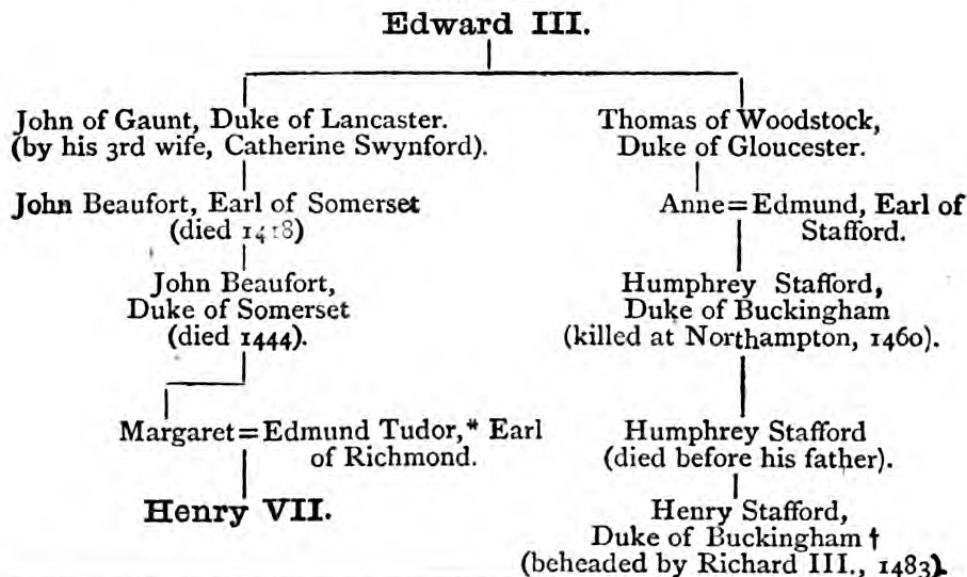 Edward III.
John of Gaunt, Duke of Lancaster.
(by his 3rd wife, Catherine Swynford).
John Beaufort, Earl of Somerset
(died
John Beaufort,
Duke of Somerset
(died 1444).
Margaret=Edmund Tudor,* Earl
of Richmond.
Henry VII.
Thomas of Woodstock,
Duke of Gloucester.
Anne=Edmund, Earl of
Stafford.
Humphrey Stafford,
Duke of Buckingham
(killed at Northampton, 1460).
Humphrey Stafford
(died before his father).
Henry Stafford,
Duke of Buckingham †
(beheaded by Richard III., 1483).